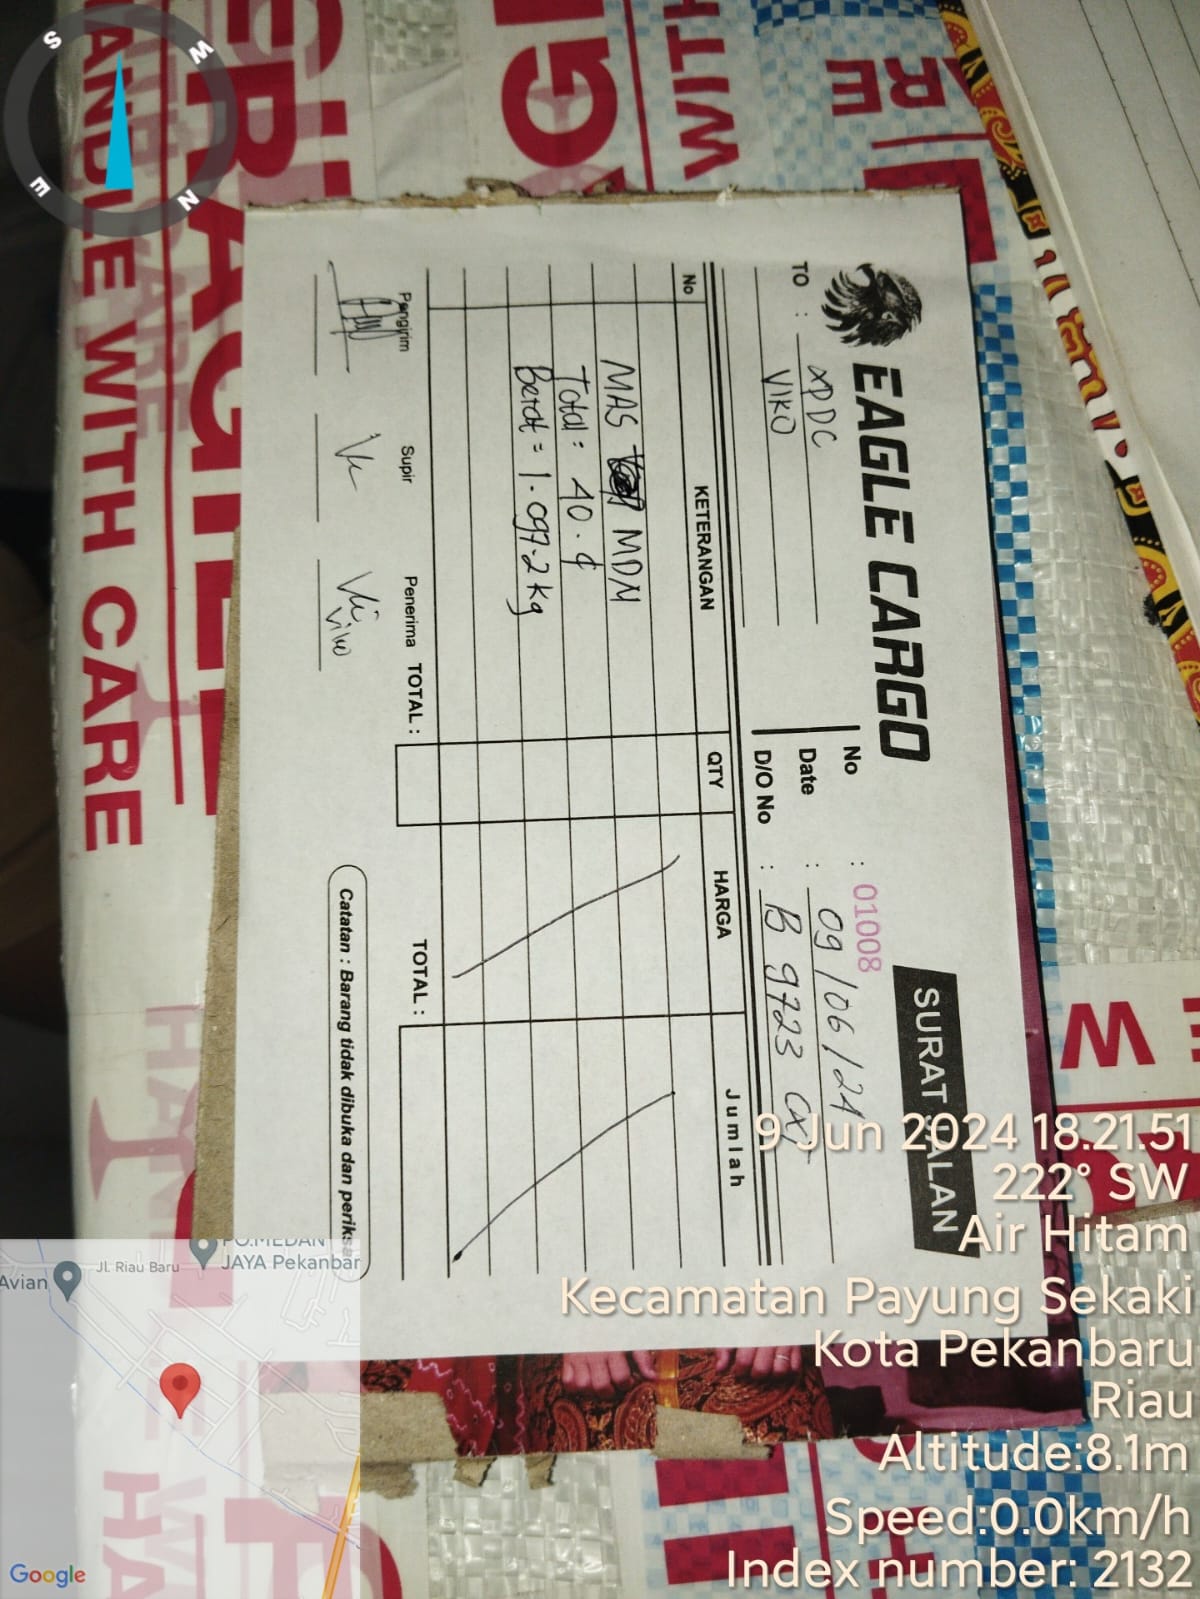 EAGLE CARGO
SURAT JALAN
No : 01008
TO : XPDC
Date : 09/06/24
VIKO
D/O No : B 9723 CXT
No KETERANGAN QTY HARGA Jumlah
MAS MDM
Total : 40 . ¢
Berat = 1.097.2 kg
Pengirim Supir Penerima TOTAL : TOTAL :
Viko
Catatan : Barang tidak dibuka dan periksa
FRAGILE
HANDLE WITH CARE
9 Jun 2024 18.21.51
222° SW
Air Hitam
Kecamatan Payung Sekaki
Kota Pekanbaru
Riau
Altitude:8.1m
Speed:0.0km/h
Index number: 2132
S
W
E
N
PO.MEDAN
JAYA Pekanbar
Jl. Riau Baru
Avian
Google